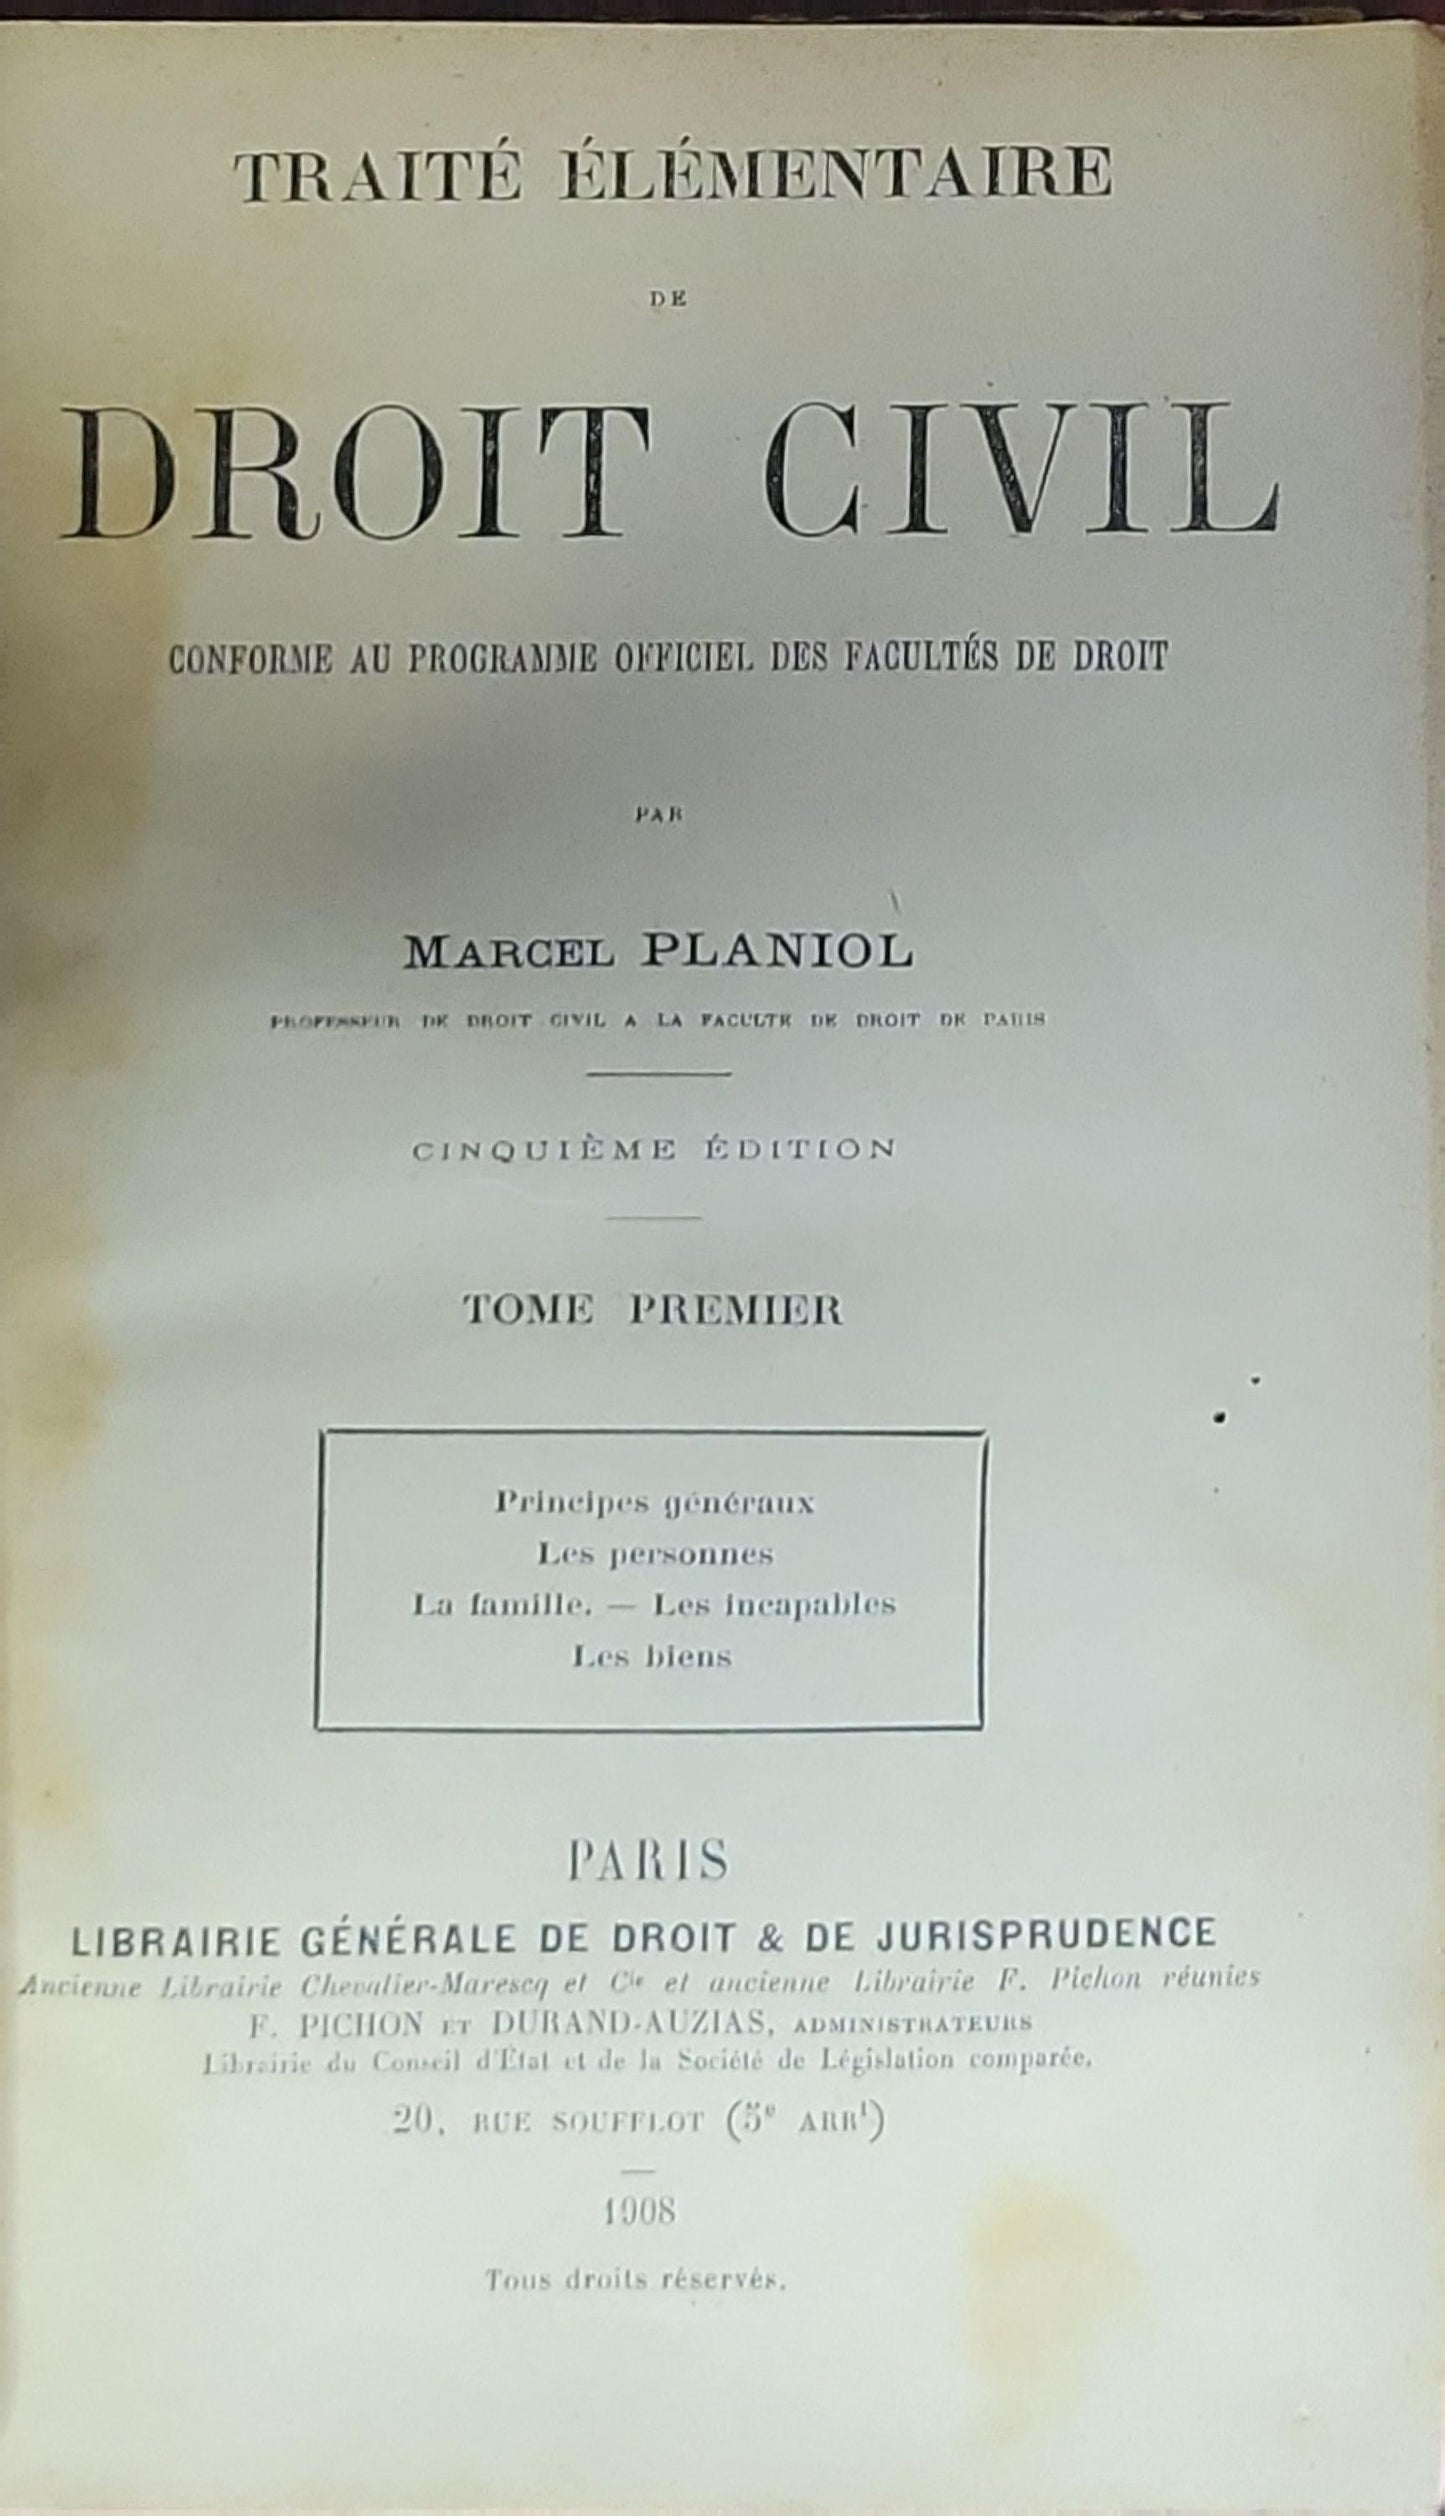 TRAITÉ ÉLÉMENTAIRE
DE
DROIT CIVIL
CONFORME AU PROGRAMME OFFICIEL DES FACULTÉS DE DROIT
PAR
MARCEL PLANIOL
PROFESSEUR DE DROIT CIVIL A LA FACULTE DE DROIT DE PARIS
CINQUIÈME ÉDITION
TOME PREMIER
Principes généraux
Les personnes
La famille. — Les incapables
Les biens
PARIS
LIBRAIRIE GÉNÉRALE DE DROIT & DE JURISPRUDENCE
Ancienne Librairie Chevalier-Marescq et Cie et ancienne Librairie F. Pichon réunies
F. PICHON ET DURAND-AUZIAS, ADMINISTRATEURS
Librairie du Conseil d'État et de la Société de Législation comparée.
20, RUE SOUFFLOT (5e ARRt)
1908
Tous droits réservés.